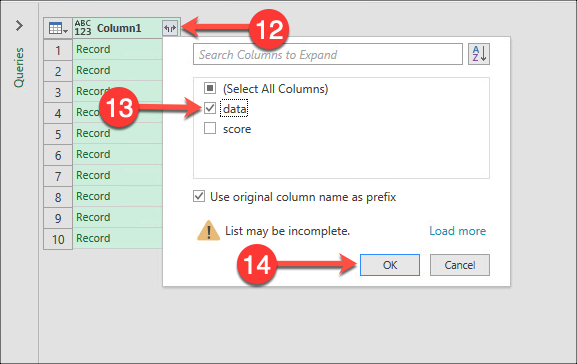 Queries
ABC
123
Column1
12
1 Record
2 Record
3 Record
4 Record
5 Record
6 Record
7 Record
8 Record
9 Record
10 Record
Search Columns to Expand
A
Z
(Select All Columns)
13
data
score
Use original column name as prefix
List may be incomplete.
Load more
14
OK
Cancel